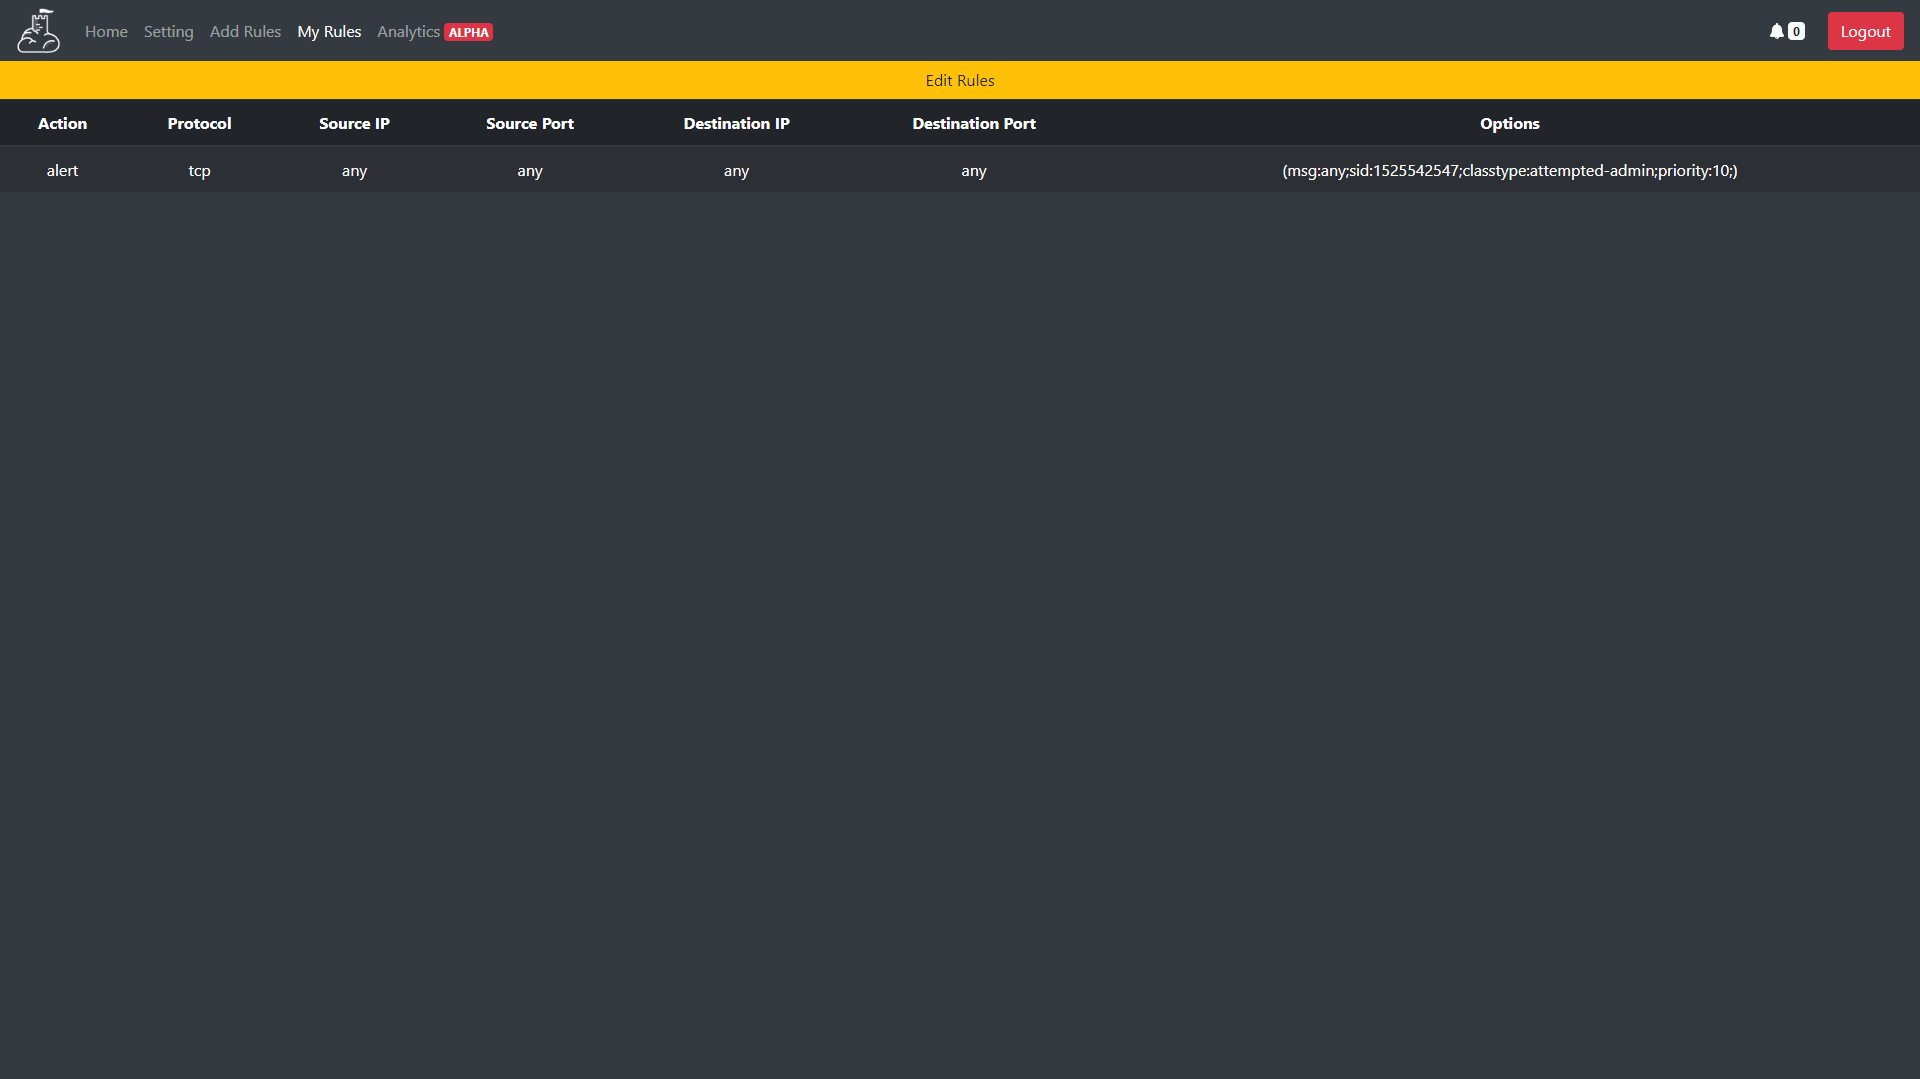 Home Setting Add Rules My Rules Analytics ALPHA 0 Logout
Edit Rules
Action Protocol Source IP Source Port Destination IP Destination Port Options
alert tcp any any any any (msg:any;sid:1525542547;classtype:attempted-admin;priority:10;)